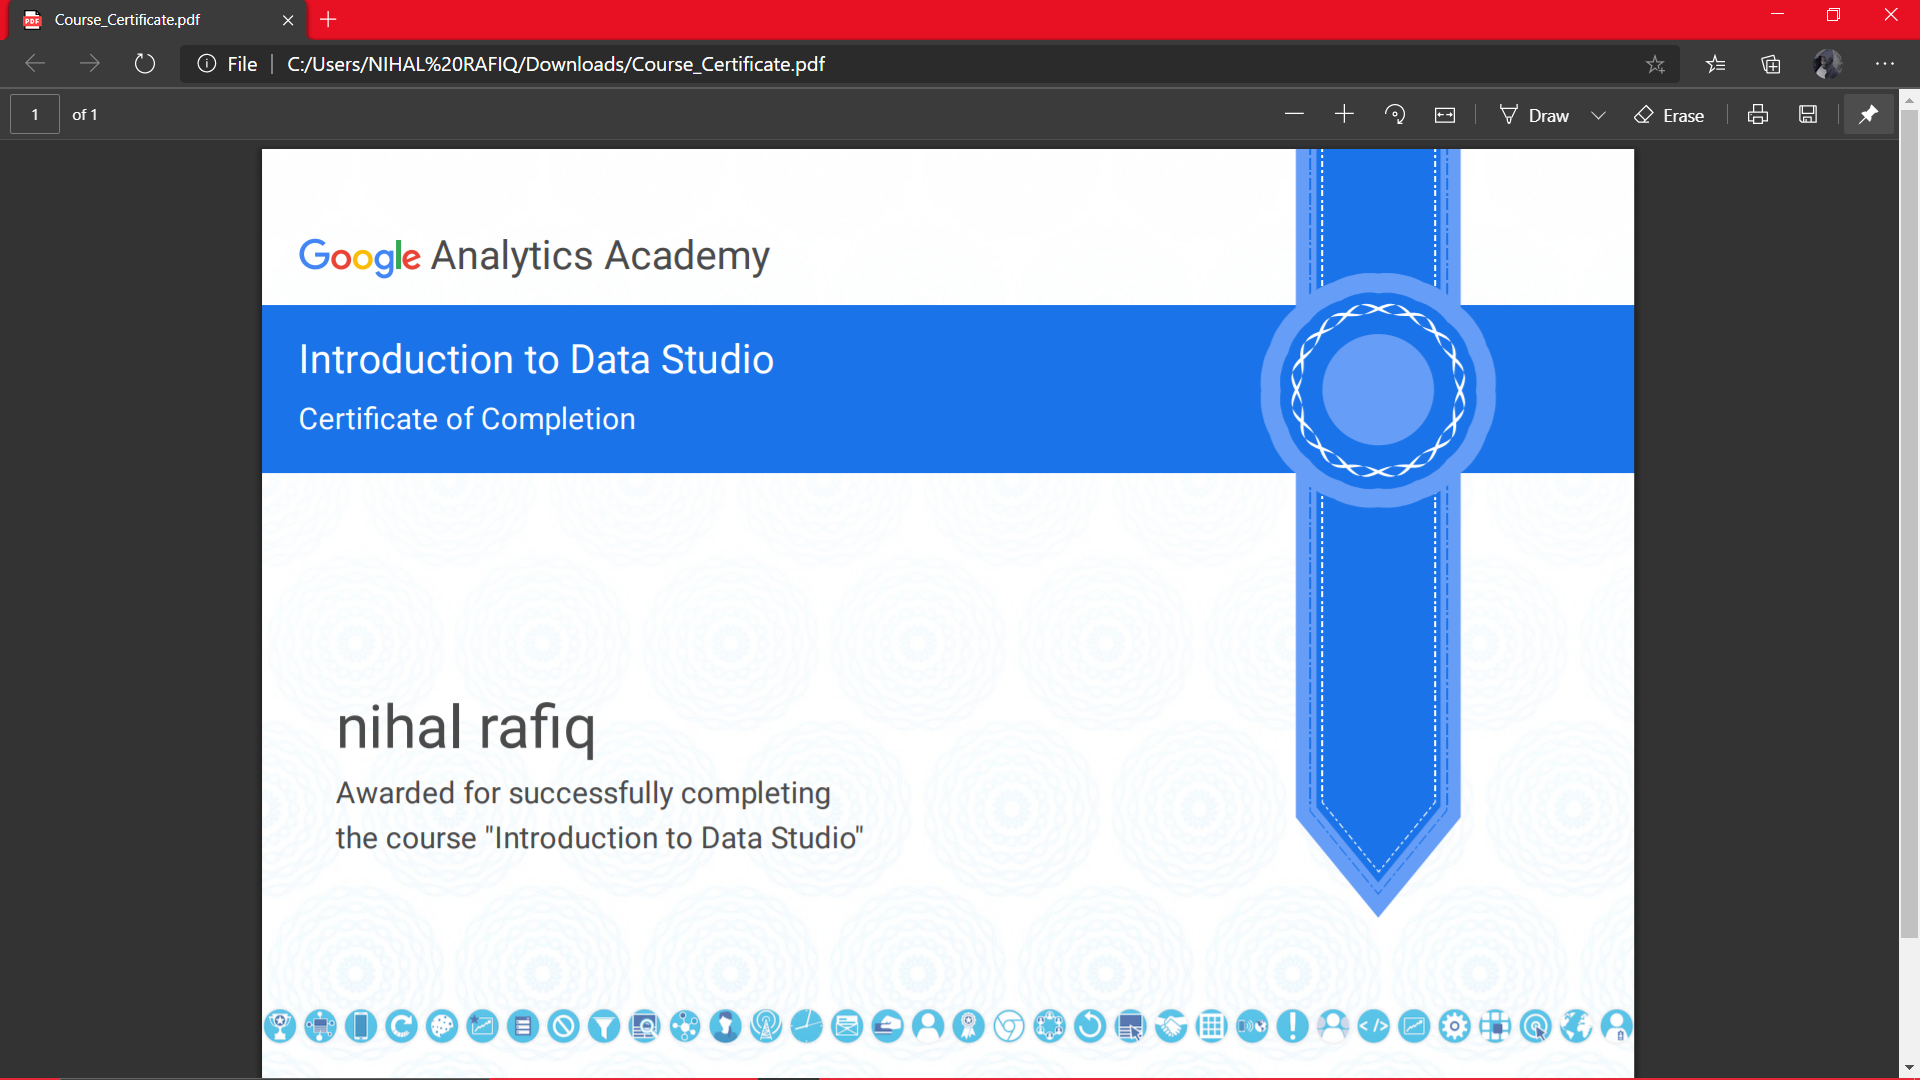 Course_Certificate.pdf
File
C:/Users/NIHAL%20RAFIQ/Downloads/Course_Certificate.pdf
1 of 1
Draw
Erase
Google Analytics Academy
Introduction to Data Studio
Certificate of Completion
nihal rafiq
Awarded for successfully completing
the course "Introduction to Data Studio"